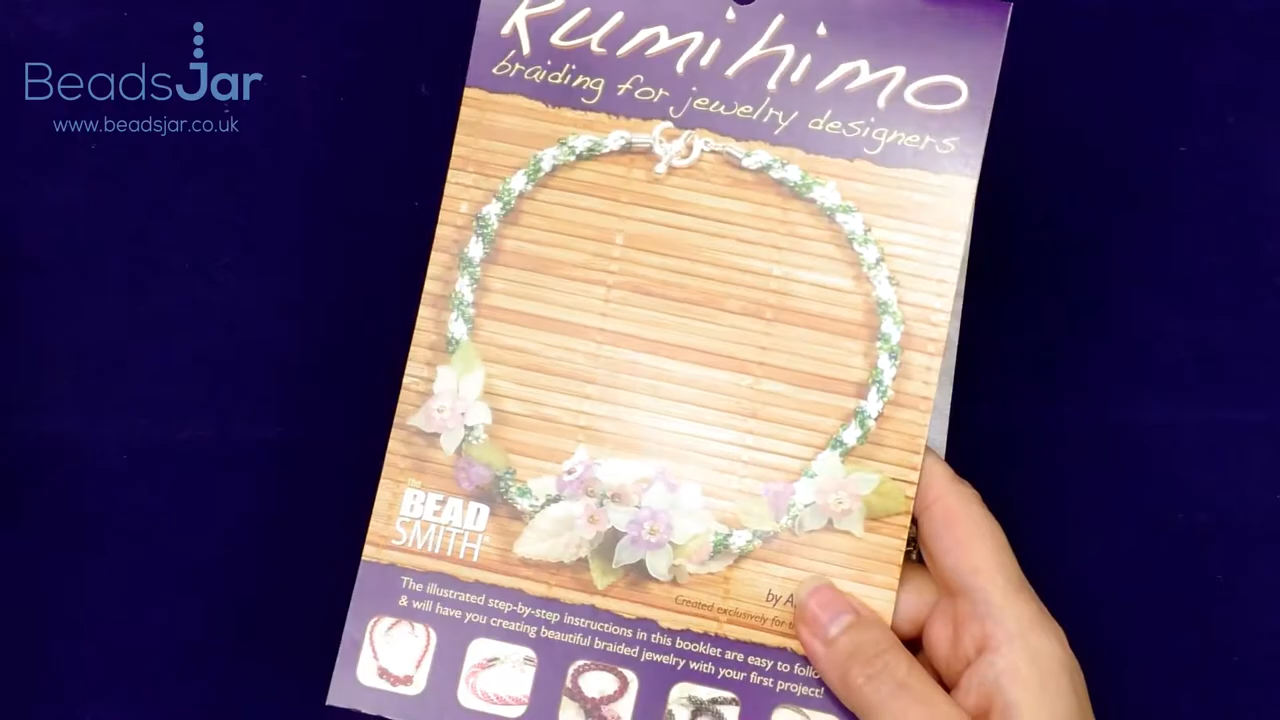 BeadsJar
www.beadsjar.co.uk
Kumihimo
braiding for jewelry designers
the
BEAD
SMITH
by
Created exclusively for
The illustrated step-by-step instructions in this booklet are easy to
& will have you creating beautiful braided jewelry with your first project!